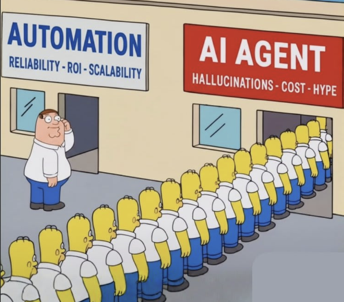 AUTOMATION
RELIABILITY - ROI - SCALABILITY
AI AGENT
HALLUCINATIONS - COST - HYPE